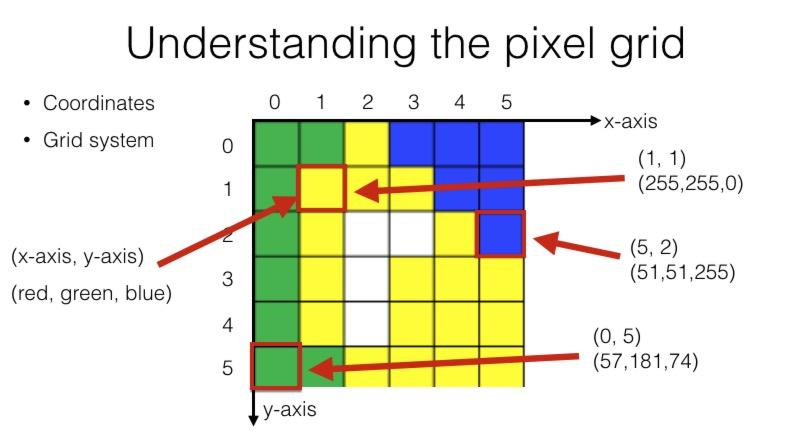 Understanding the pixel grid
• Coordinates
• Grid system
0 1 2 3 4 5
x-axis
0
1
2
3
4
5
y-axis
(x-axis, y-axis)
(red, green, blue)
(1, 1)
(255,255,0)
(5, 2)
(51,51,255)
(0, 5)
(57,181,74)